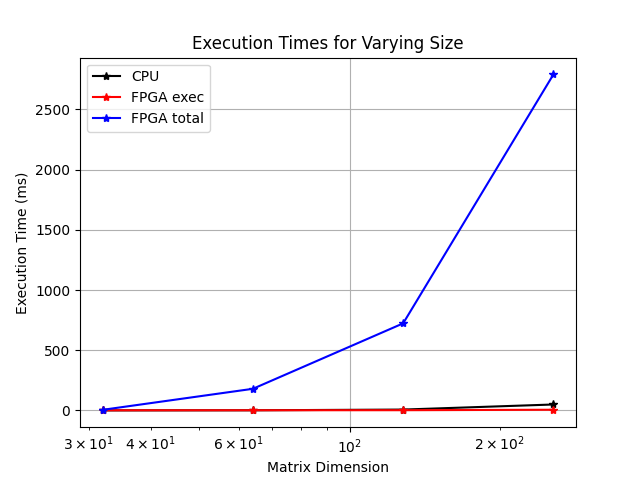 Execution Times for Varying Size
CPU
FPGA exec
FPGA total
Execution Time (ms)
2500
2000
1500
1000
500
0
3 × 10¹
4 × 10¹
6 × 10¹
10²
2 × 10²
Matrix Dimension